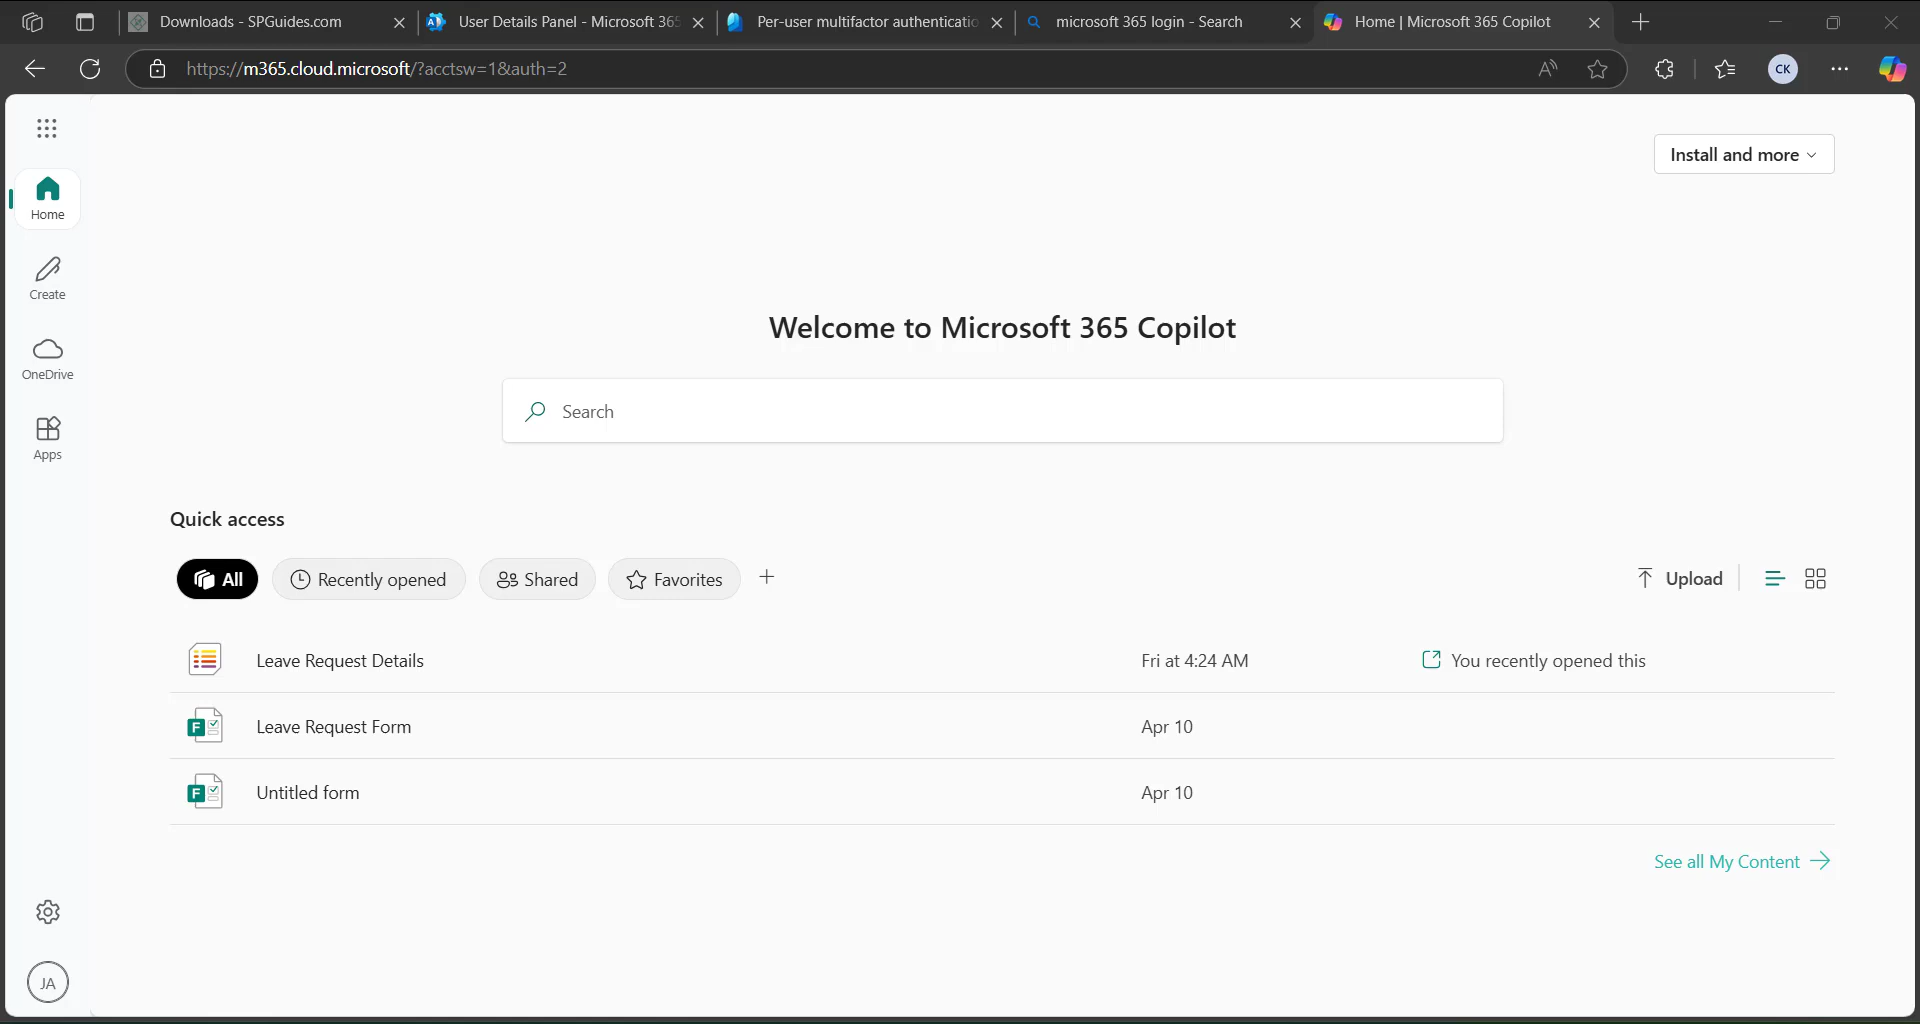 Downloads - SPGuides.com
User Details Panel - Microsoft 365
Per-user multifactor authenticatio
microsoft 365 login - Search
Home | Microsoft 365 Copilot
https://m365.cloud.microsoft/?acctsw=1&auth=2
CK
Install and more
Home
Create
OneDrive
Apps
Welcome to Microsoft 365 Copilot
Search
Quick access
All
Recently opened
Shared
Favorites
Upload
Leave Request Details
Fri at 4:24 AM
You recently opened this
Leave Request Form
Apr 10
Untitled form
Apr 10
See all My Content
JA